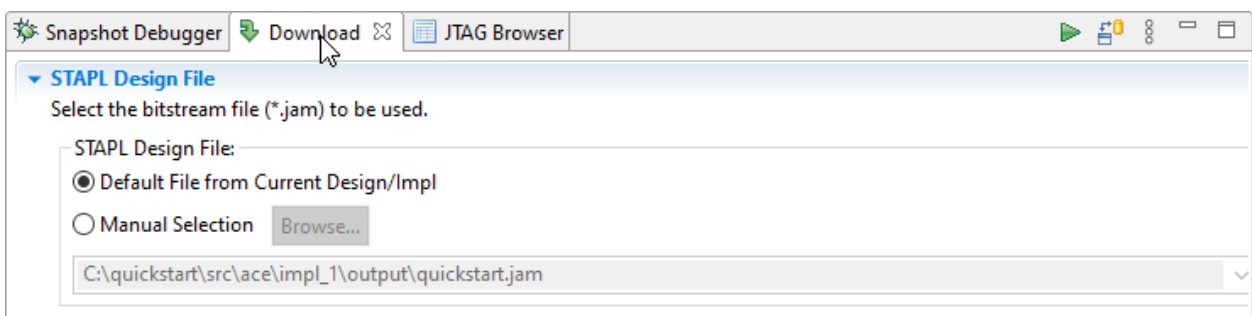 Snapshot Debugger Download JTAG Browser
STAPL Design File
Select the bitstream file (*.jam) to be used.
STAPL Design File:
Default File from Current Design/Impl
Manual Selection Browse...
C:\quickstart\src\ace\impl_1\output\quickstart.jam